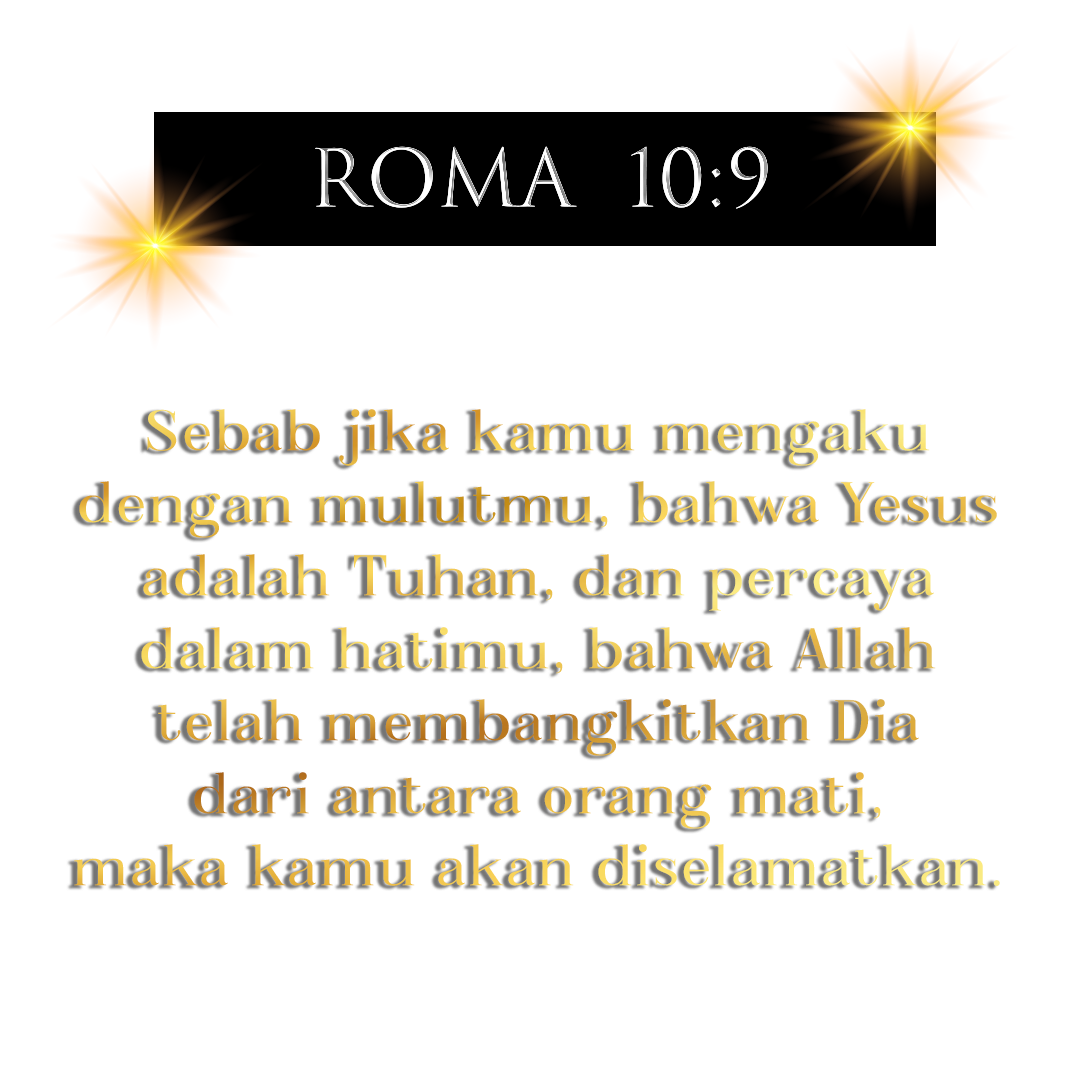 ROMA 10:9
Sebab jika kamu mengaku
dengan mulutmu, bahwa Yesus
adalah Tuhan, dan percaya
dalam hatimu, bahwa Allah
telah membangkitkan Dia
dari antara orang mati,
maka kamu akan diselamatkan.